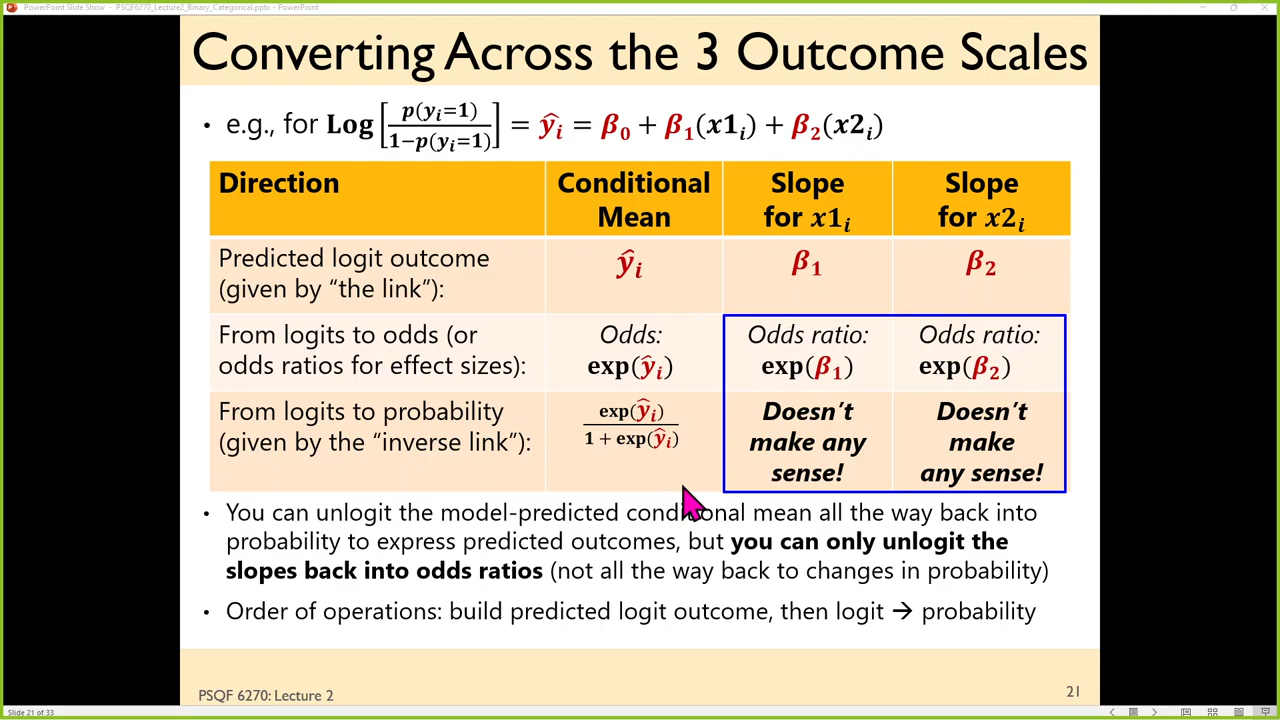 PowerPoint Slide Show - PSQF6270_Lecture2_Binary_Categorical.pptx - PowerPoint
Converting Across the 3 Outcome Scales
• e.g., for Log[p(yᵢ=1) / 1−p(yᵢ=1)] = ŷᵢ = β₀ + β₁(x1ᵢ) + β₂(x2ᵢ)
Direction
Conditional
Mean
Slope
for x1ᵢ
Slope
for x2ᵢ
Predicted logit outcome
(given by “the link”):
ŷᵢ
β₁
β₂
From logits to odds (or
odds ratios for effect sizes):
Odds:
exp(ŷᵢ)
Odds ratio:
exp(β₁)
Odds ratio:
exp(β₂)
From logits to probability
(given by the “inverse link”):
exp(ŷᵢ)
1 + exp(ŷᵢ)
Doesn’t
make any
sense!
Doesn’t
make
any sense!
• You can unlogit the model-predicted conditional mean all the way back into
probability to express predicted outcomes, but you can only unlogit the
slopes back into odds ratios (not all the way back to changes in probability)
• Order of operations: build predicted logit outcome, then logit → probability
PSQF 6270: Lecture 2
21
Slide 21 of 33